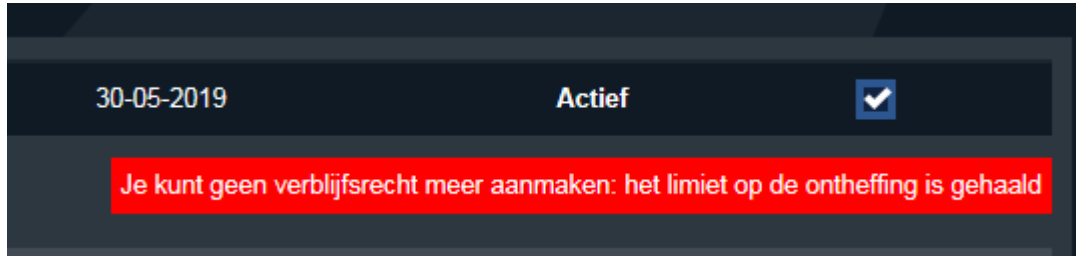 30-05-2019 Actief
Je kunt geen verblijfsrecht meer aanmaken: het limiet op de ontheffing is gehaald